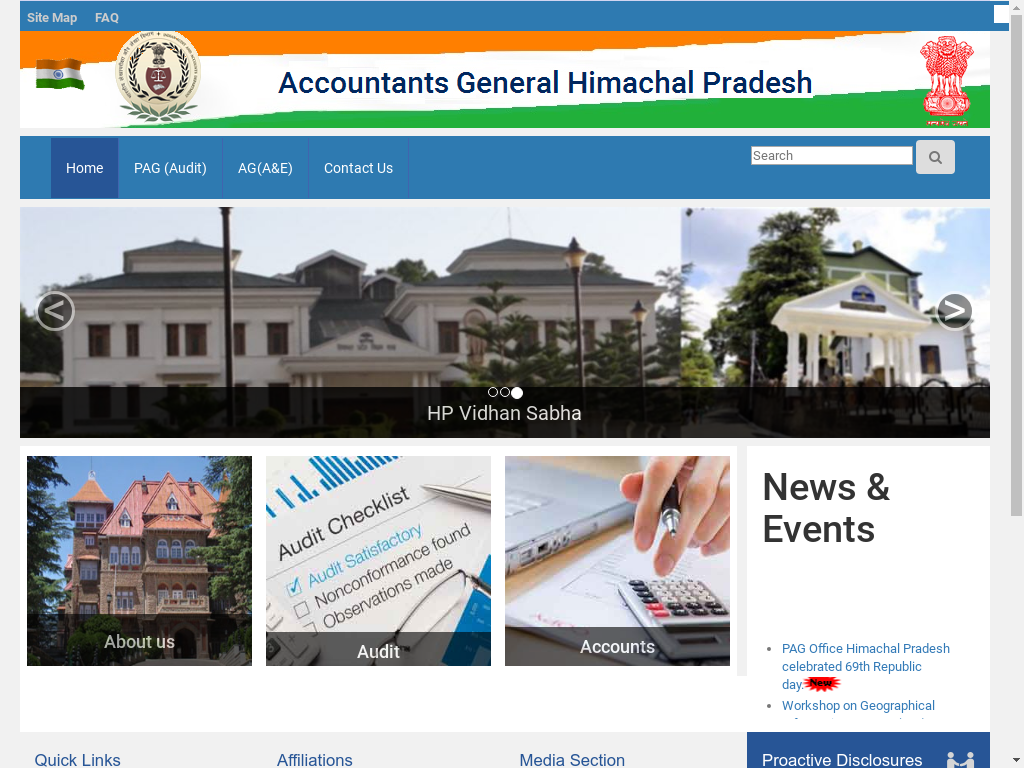 Site Map FAQ
Accountants General Himachal Pradesh
Home PAG (Audit) AG(A&E) Contact Us Search
< >
HP Vidhan Sabha
Audit Checklist
Audit Satisfactory
Nonconformance found
Observations made
About us
Audit
Accounts
News &
Events
PAG Office Himachal Pradesh
celebrated 69th Republic
day. New
Workshop on Geographical
Quick Links Affiliations Media Section Proactive Disclosures